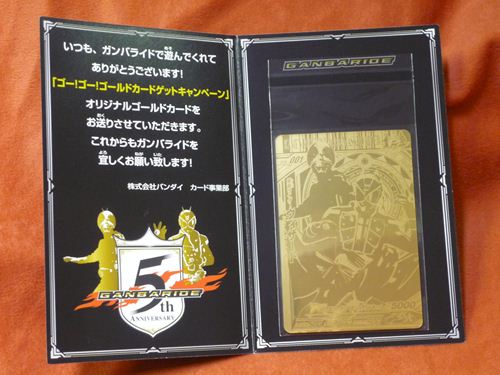 いつも、ガンバライドで遊んでくれて
ありがとうございます!
「ゴー!ゴー!ゴールドカードゲットキャンペーン」
オリジナルゴールドカードを
お送りさせていただきます。
これからもガンバライドを
宜しくお願い致します!
株式会社バンダイ カード事業部
5th
GANBARIDE
ANNIVERSARY
GANBARIDE
001
5000